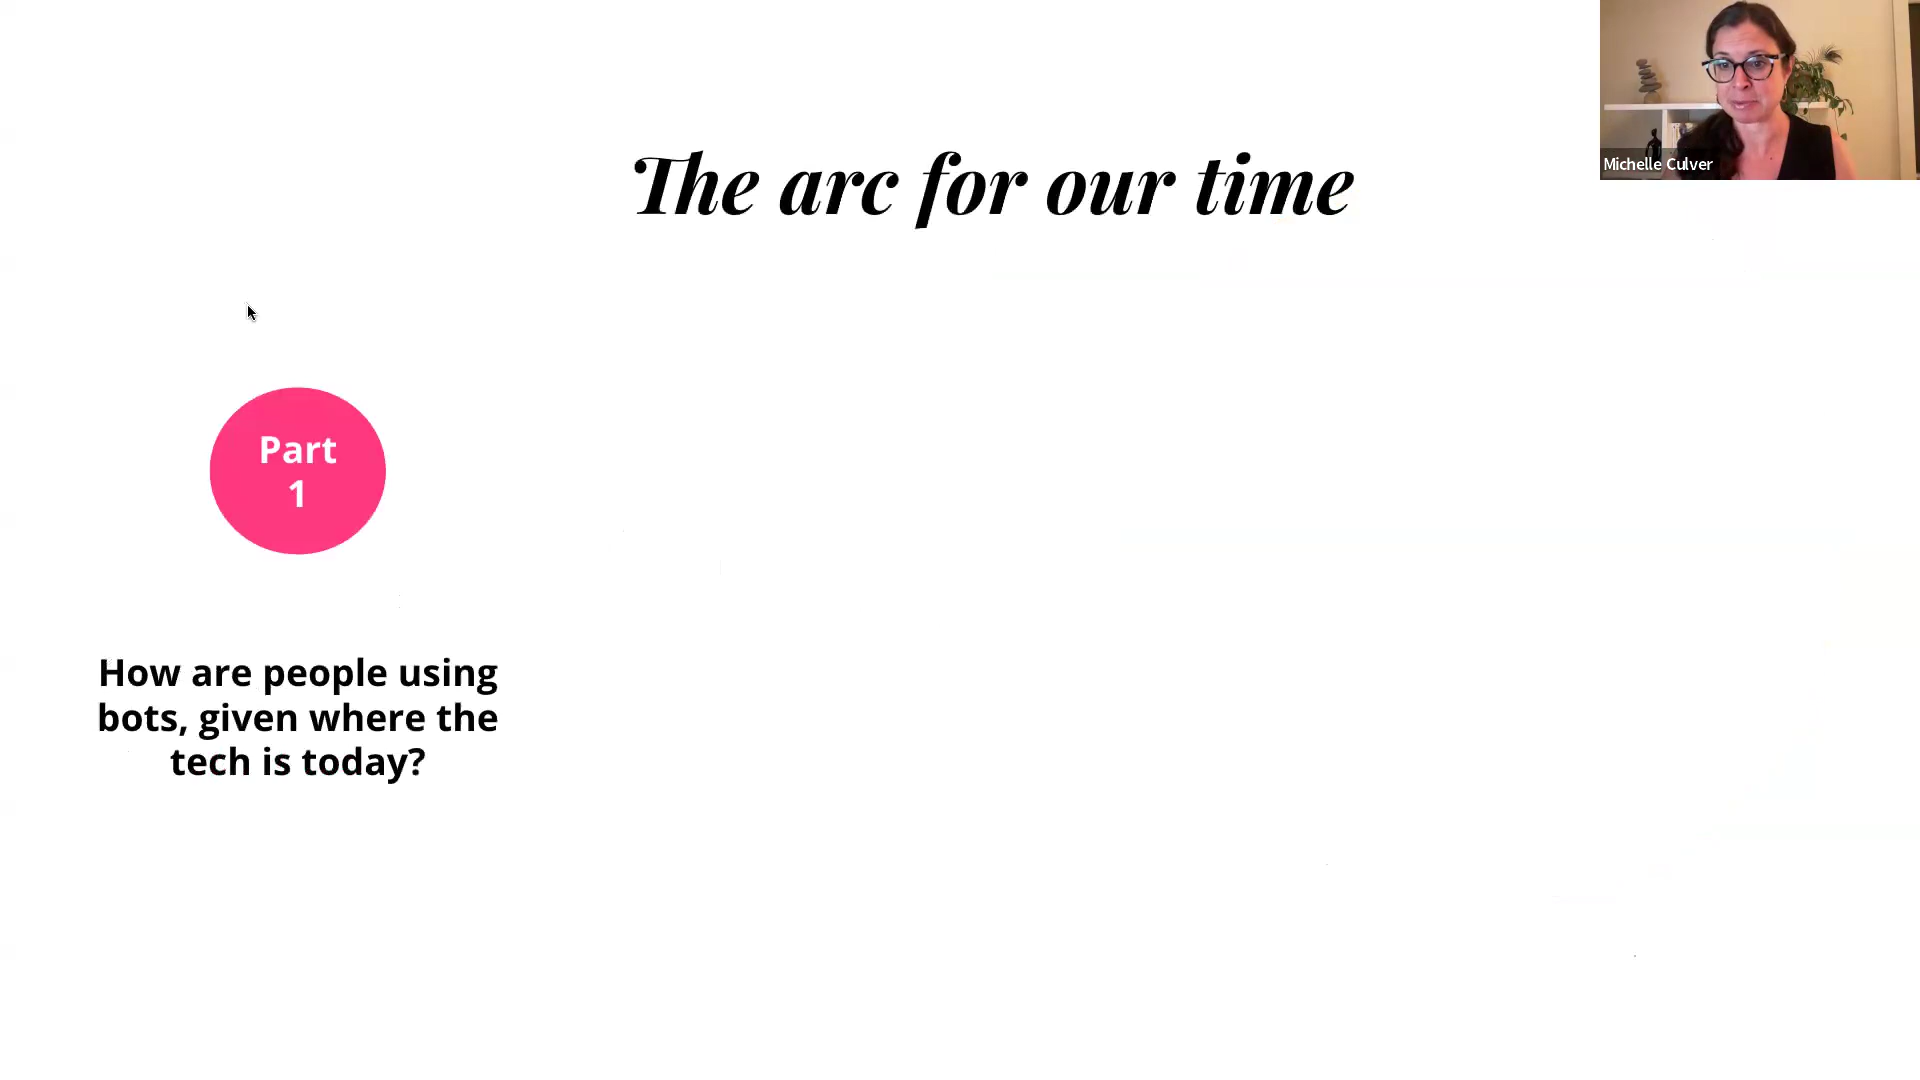 The arc for our time
Michelle Culver
Part
1
How are people using
bots, given where the
tech is today?